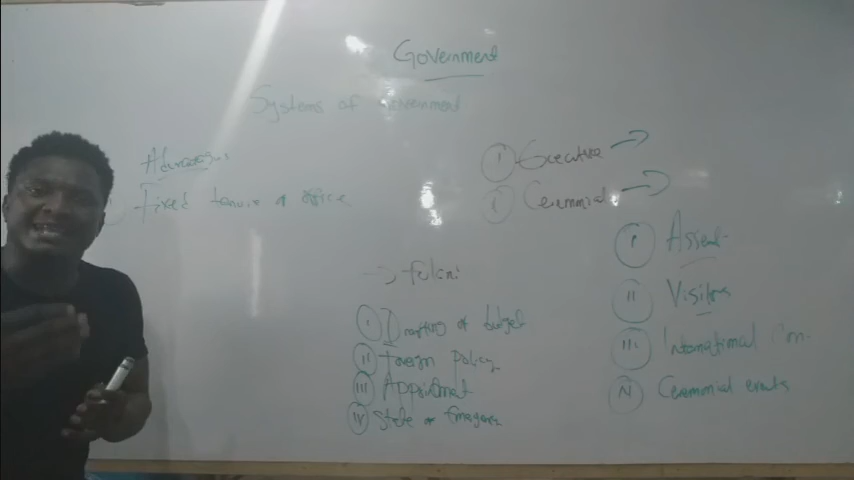 Government
Systems of Government
Advantages
Fixed tenure of office
I Executive →
II Ceremonial →
→ 
I Drafting of budget
II Foreign policy
III Appointment
IV State of Emergency
I Assent
II Visitors
III International Con-
IV Ceremonial events